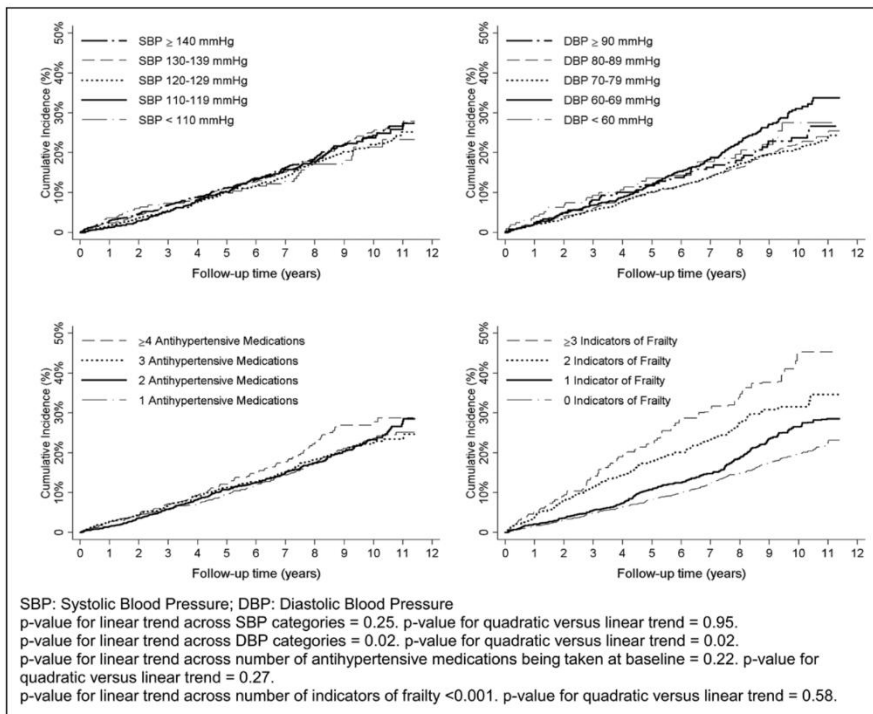 50%
40%
30%
20%
10%
0
Cumulative Incidence (%)
SBP ≥ 140 mmHg
SBP 130-139 mmHg
SBP 120-129 mmHg
SBP 110-119 mmHg
SBP < 110 mmHg
0 1 2 3 4 5 6 7 8 9 10 11 12
Follow-up time (years)
50%
40%
30%
20%
10%
0
Cumulative Incidence (%)
DBP ≥ 90 mmHg
DBP 80-89 mmHg
DBP 70-79 mmHg
DBP 60-69 mmHg
DBP < 60 mmHg
0 1 2 3 4 5 6 7 8 9 10 11 12
Follow-up time (years)
50%
40%
30%
20%
10%
0
Cumulative Incidence (%)
≥4 Antihypertensive Medications
3 Antihypertensive Medications
2 Antihypertensive Medications
1 Antihypertensive Medications
0 1 2 3 4 5 6 7 8 9 10 11 12
Follow-up time (years)
50%
40%
30%
20%
10%
0
Cumulative Incidence (%)
≥3 Indicators of Frailty
2 Indicators of Frailty
1 Indicator of Frailty
0 Indicators of Frailty
0 1 2 3 4 5 6 7 8 9 10 11 12
Follow-up time (years)
SBP: Systolic Blood Pressure; DBP: Diastolic Blood Pressure
p-value for linear trend across SBP categories = 0.25. p-value for quadratic versus linear trend = 0.95.
p-value for linear trend across DBP categories = 0.02. p-value for quadratic versus linear trend = 0.02.
p-value for linear trend across number of antihypertensive medications being taken at baseline = 0.22. p-value for
quadratic versus linear trend = 0.27.
p-value for linear trend across number of indicators of frailty <0.001. p-value for quadratic versus linear trend = 0.58.